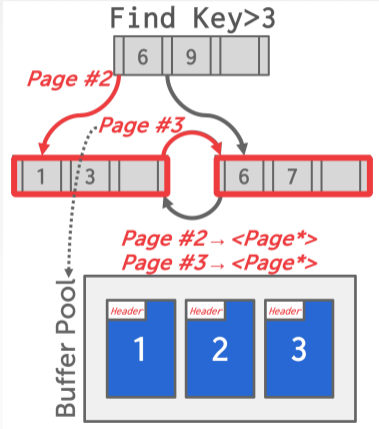 Find Key>3
6 9
Page #2
Page #3
1 3
6 7
Page #2→<Page*>
Page #3→<Page*>
Buffer Pool
Header Header Header
1 2 3